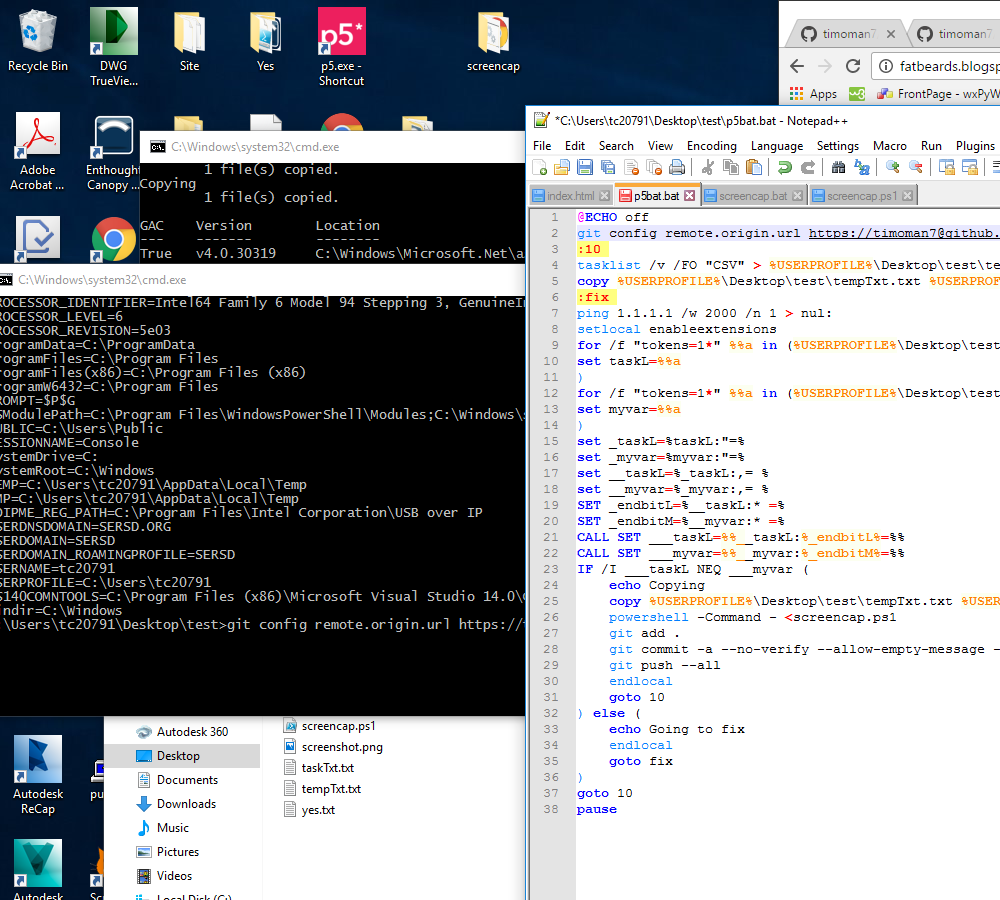 Recycle Bin
DWG TrueVie...
Site
Yes
p5*
p5.exe - Shortcut
screencap
Adobe Acrobat ...
Enthought Canopy ...
timoman7
timoman7
fatbeards.blogsp
Apps
FrontPage - wxPyW
C:\Windows\system32\cmd.exe
1 file(s) copied.
Copying
1 file(s) copied.
GAC Version Location
--- ------- --------
True v4.0.30319 C:\Windows\Microsoft.Net\a
C:\Windows\system32\cmd.exe
ROCESSOR_IDENTIFIER=Intel64 Family 6 Model 94 Stepping 3, GenuineIn
ROCESSOR_LEVEL=6
ROCESSOR_REVISION=5e03
rogramData=C:\ProgramData
rogramFiles=C:\Program Files
rogramFiles(x86)=C:\Program Files (x86)
rogramW6432=C:\Program Files
ROMPT=$P$G
SModulePath=C:\Program Files\WindowsPowerShell\Modules;C:\Windows\s
UBLIC=C:\Users\Public
ESSIONNAME=Console
ystemDrive=C:
ystemRoot=C:\Windows
EMP=C:\Users\tc20791\AppData\Local\Temp
MP=C:\Users\tc20791\AppData\Local\Temp
OIPME_REG_PATH=C:\Program Files\Intel Corporation\USB over IP
SERDNSDOMAIN=SERSD.ORG
SERDOMAIN=SERSD
SERDOMAIN_ROAMINGPROFILE=SERSD
SERNAME=tc20791
SERPROFILE=C:\Users\tc20791
S140COMNTOOLS=C:\Program Files (x86)\Microsoft Visual Studio 14.0\C
indir=C:\Windows
:\Users\tc20791\Desktop\test>git config remote.origin.url https://t
*C:\Users\tc20791\Desktop\test\p5bat.bat - Notepad++
File Edit Search View Encoding Language Settings Macro Run Plugins
index.html p5bat.bat screencap.bat screencap.ps1
1 @ECHO off
2 git config remote.origin.url https://timoman7@github.
3 :10
4 tasklist /v /FO "CSV" > %USERPROFILE%\Desktop\test\te
5 copy %USERPROFILE%\Desktop\test\tempTxt.txt %USERPROF
6 :fix
7 ping 1.1.1.1 /w 2000 /n 1 > nul:
8 setlocal enableextensions
9 for /f "tokens=1*" %%a in (%USERPROFILE%\Desktop\test
10 set taskL=%%a
11 )
12 for /f "tokens=1*" %%a in (%USERPROFILE%\Desktop\test
13 set myvar=%%a
14 )
15 set _taskL=%taskL:"=%
16 set _myvar=%myvar:"=%
17 set __taskL=%_taskL:,= %
18 set __myvar=%_myvar:,= %
19 SET _endbitL=%__taskL:* =%
20 SET _endbitM=%__myvar:* =%
21 CALL SET ___taskL=%%__taskL:%_endbitL%=%%
22 CALL SET ___myvar=%%__myvar:%_endbitM%=%%
23 IF /I ___taskL NEQ ___myvar (
24 echo Copying
25 copy %USERPROFILE%\Desktop\test\tempTxt.txt %USER
26 powershell -Command - <screencap.ps1
27 git add .
28 git commit -a --no-verify --allow-empty-message -
29 git push --all
30 endlocal
31 goto 10
32 ) else (
33 echo Going to fix
34 endlocal
35 goto fix
36 )
37 goto 10
38 pause
Autodesk ReCap
pu
Autodesk
Sc
Autodesk 360
Desktop
Documents
Downloads
Music
Pictures
Videos
Local Disk (C:)
screencap.ps1
screenshot.png
taskTxt.txt
tempTxt.txt
yes.txt